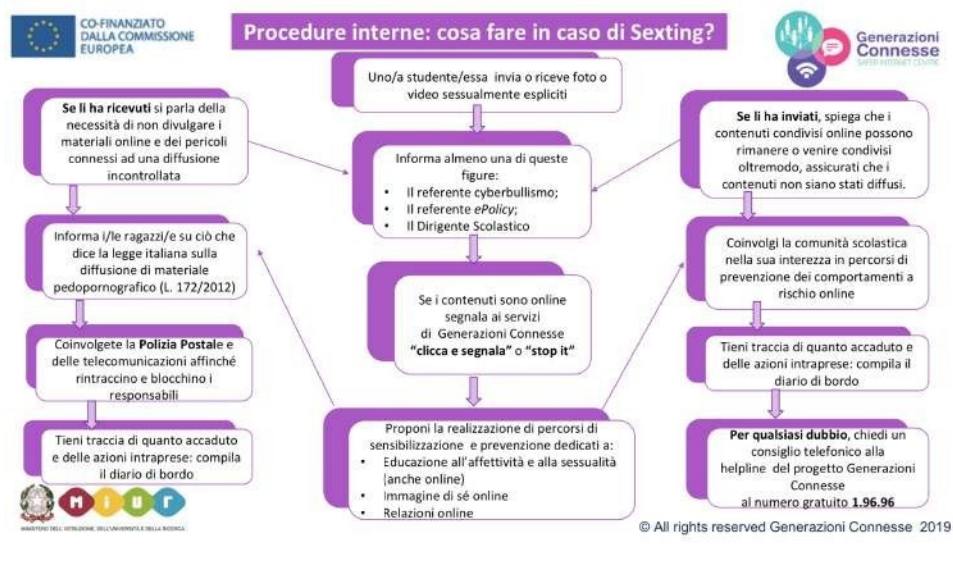 CO-FINANZIATO
DALLA COMMISSIONE
EUROPEA
Procedure interne: cosa fare in caso di Sexting?
Generazioni
Connesse
SAFER INTERNET CENTRE
Uno/a studente/essa invia o riceve foto o
video sessualmente espliciti
Se li ha ricevuti si parla della
necessità di non divulgare i
materiali online e dei pericoli
connessi ad una diffusione
incontrollata
Informa i/le ragazzi/e su ciò che
dice la legge italiana sulla
diffusione di materiale
pedopornografico (L. 172/2012)
Coinvolgete la Polizia Postale e
delle telecomunicazioni affinché
rintraccino e blocchino i
responsabili
Tieni traccia di quanto accaduto
e delle azioni intraprese: compila
il diario di bordo
Informa almeno una di queste
figure:
• Il referente cyberbullismo;
• Il referente ePolicy;
• Il Dirigente Scolastico
Se i contenuti sono online
segnala ai servizi
di Generazioni Connesse
“clicca e segnala” o “stop it”
Proponi la realizzazione di percorsi di
sensibilizzazione e prevenzione dedicati a:
• Educazione all'affettività e alla sessualità
(anche online)
• Immagine di sé online
• Relazioni online
Se li ha inviati, spiega che i
contenuti condivisi online possono
rimanere o venire condivisi
oltremodo, assicurati che i
contenuti non siano stati diffusi.
Coinvolgi la comunità scolastica
nella sua interezza in percorsi di
prevenzione dei comportamenti a
rischio online
Tieni traccia di quanto accaduto e
delle azioni intraprese: compila il
diario di bordo
Per qualsiasi dubbio, chiedi un
consiglio telefonico alla
helpline del progetto Generazioni
Connesse
al numero gratuito 1.96.96
miur
MINISTERO DELL'ISTRUZIONE, DELL'UNIVERSITÀ E DELLA RICERCA
© All rights reserved Generazioni Connesse 2019